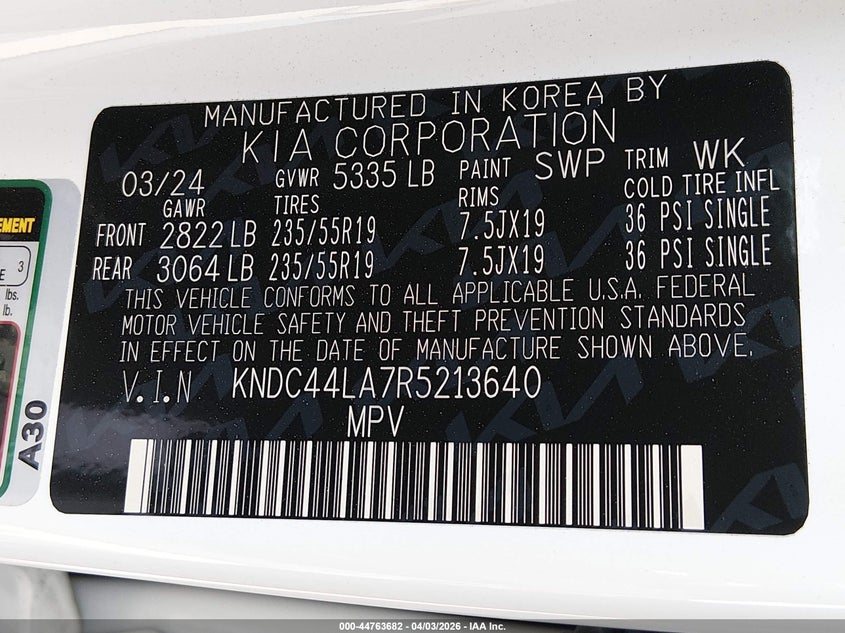 MANUFACTURED IN KOREA BY
KIA CORPORATION
03/24 GVWR 5335 LB PAINT SWP TRIM WK
GAWR TIRES RIMS COLD TIRE INFL
FRONT 2822 LB 235/55R19 7.5JX19 36 PSI SINGLE
REAR 3064 LB 235/55R19 7.5JX19 36 PSI SINGLE
THIS VEHICLE CONFORMS TO ALL APPLICABLE U.S.A. FEDERAL
MOTOR VEHICLE SAFETY AND THEFT PREVENTION STANDARDS
IN EFFECT ON THE DATE OF MANUFACTURE SHOWN ABOVE.
V.I.N KNDC44LA7R5213640
MPV
3
lbs.
lb.
A30
000-44763682 - 04/03/2026 - IAA Inc.